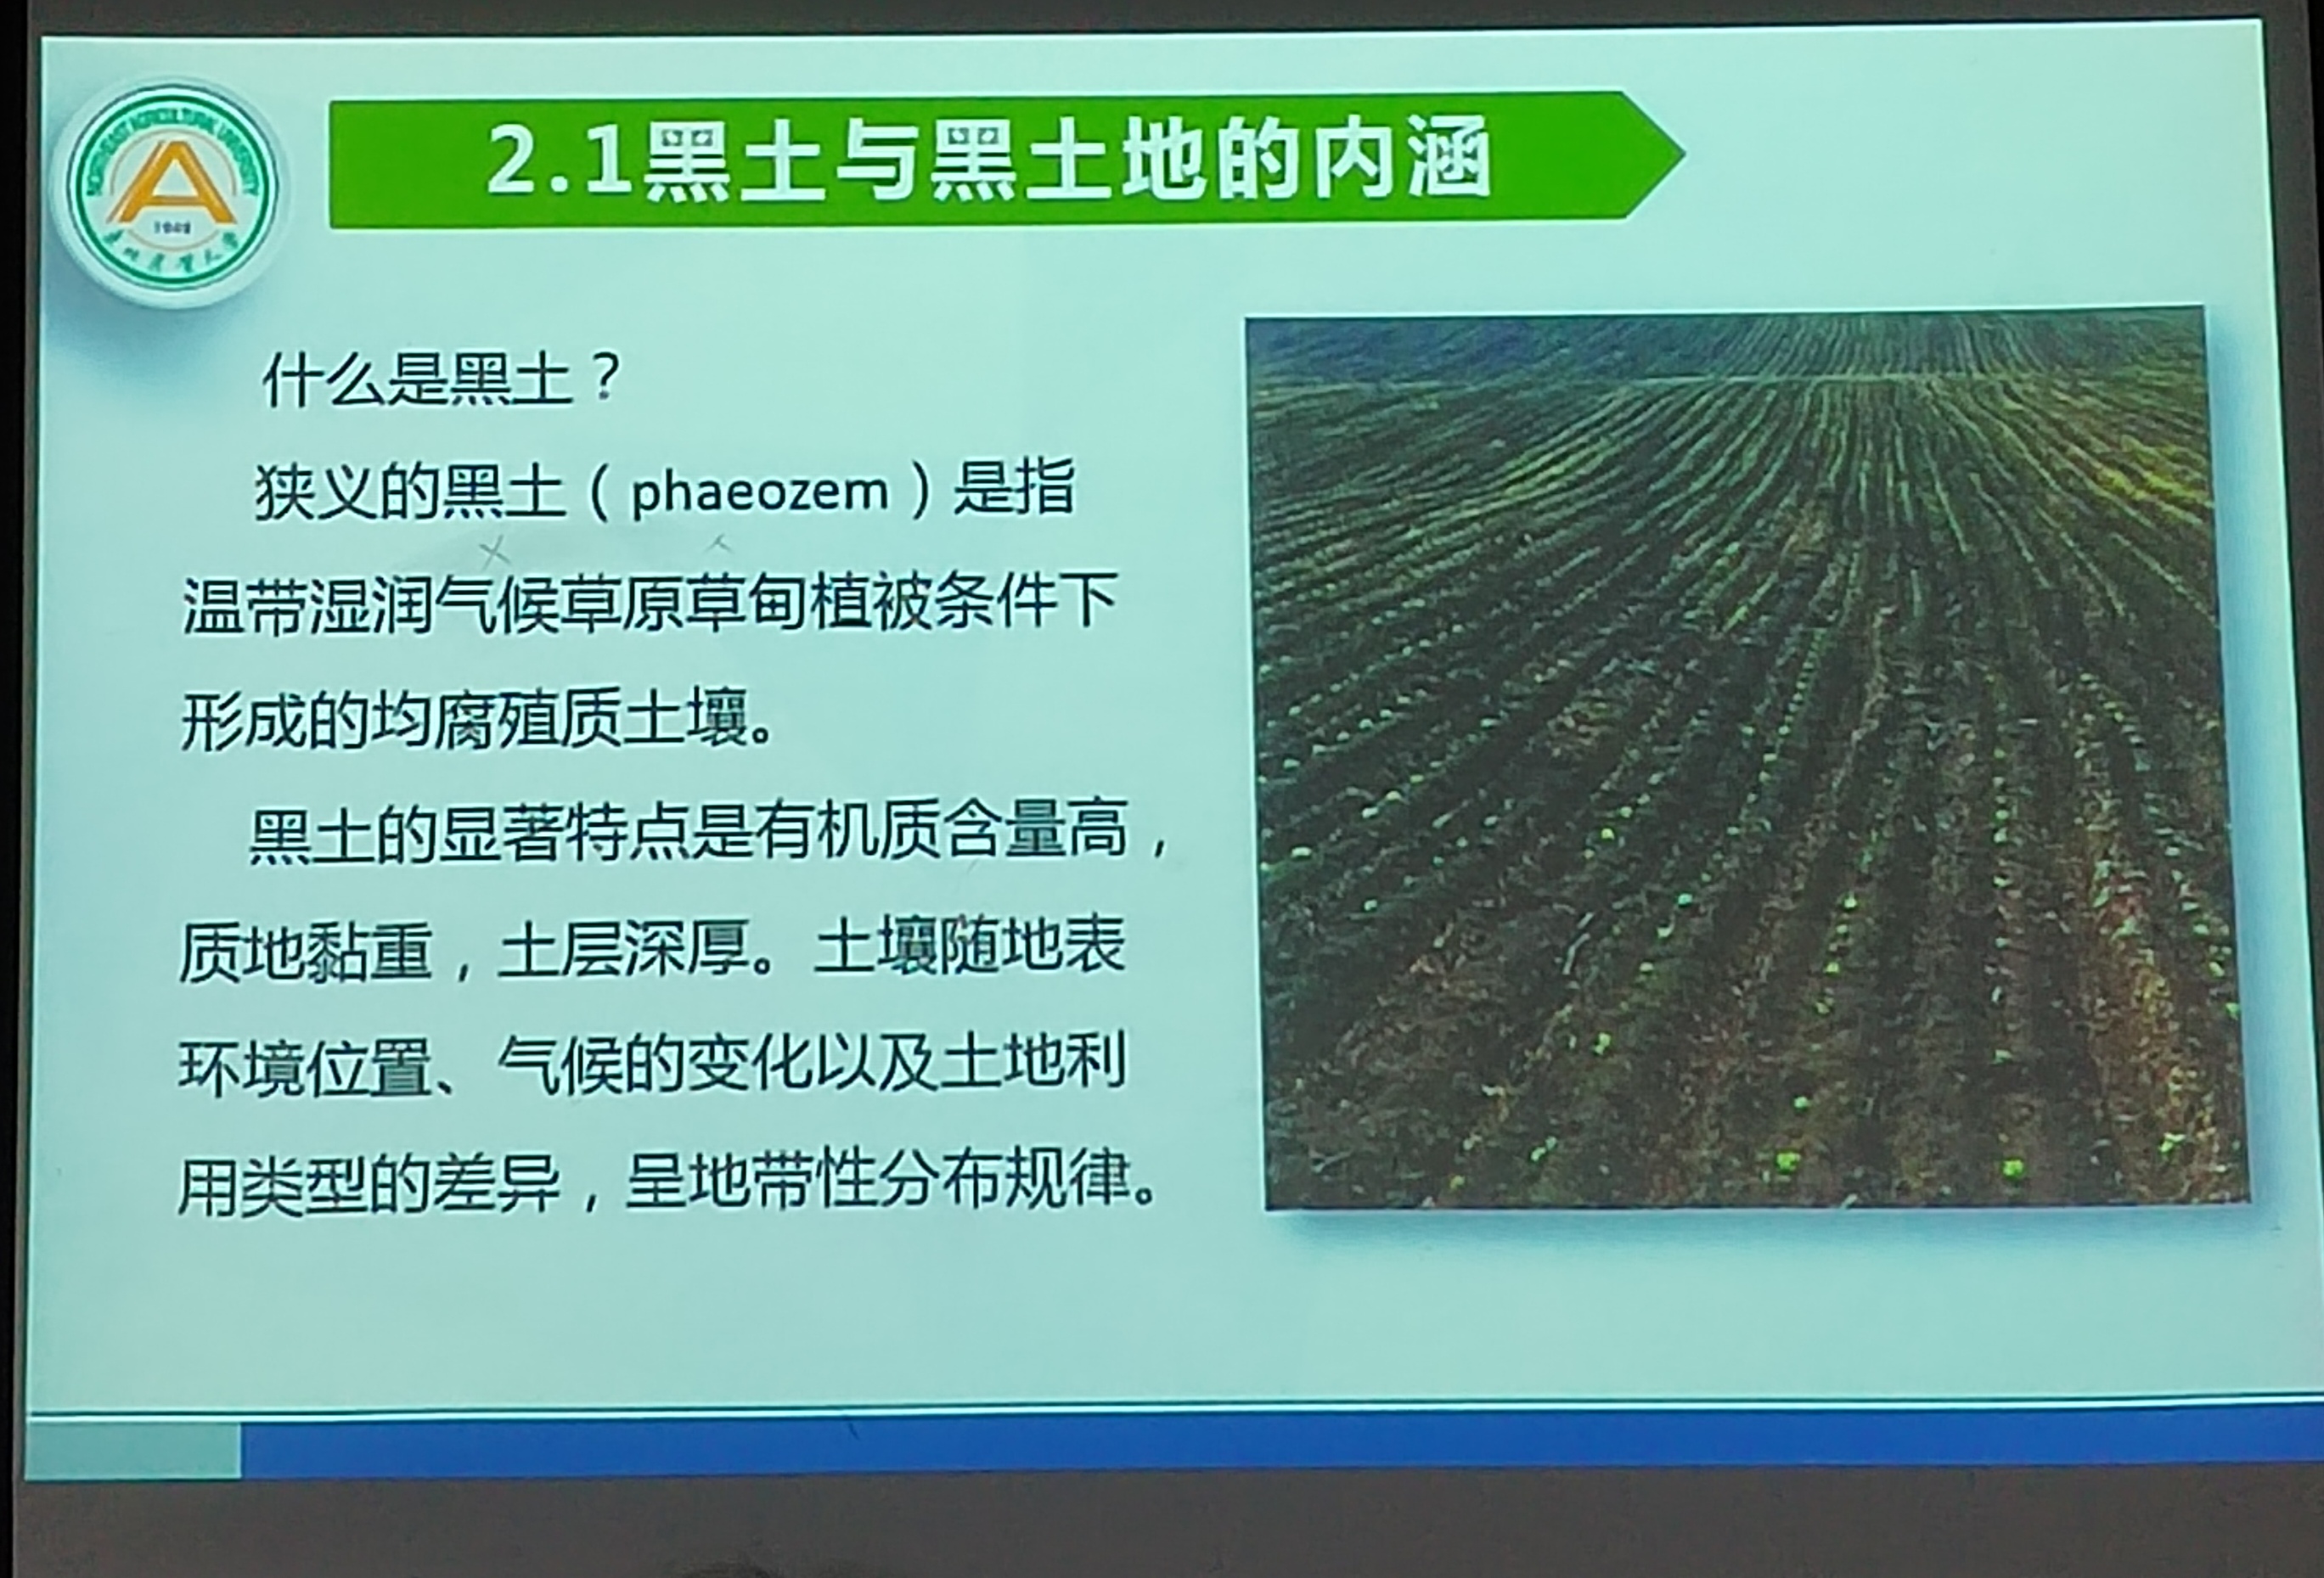 2.1黑土与黑土地的内涵
1948
东北农业大学
什么是黑土？
狭义的黑土（phaeozem）是指
温带湿润气候草原草甸植被条件下
形成的均腐殖质土壤。
黑土的显著特点是有机质含量高，
质地黏重，土层深厚。土壤随地表
环境位置、气候的变化以及土地利
用类型的差异，呈地带性分布规律。